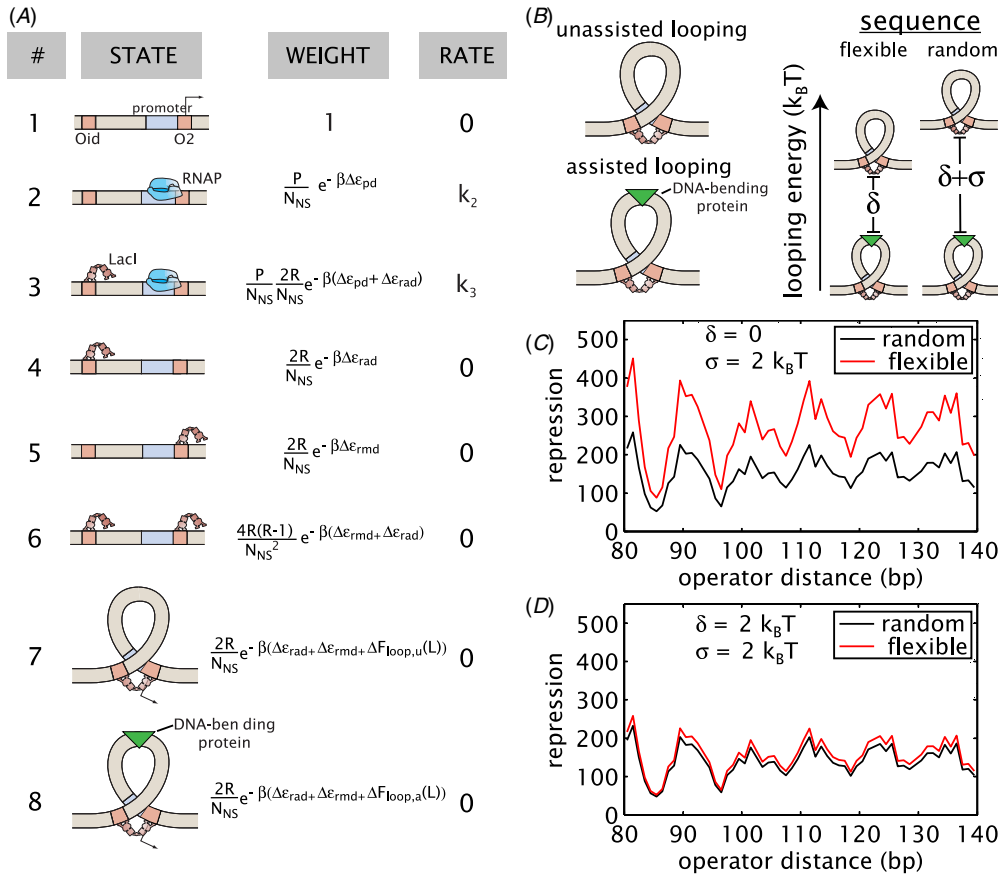 (A)
# STATE WEIGHT RATE
1 promoter Oid O2 1 0
2 RNAP P/N_NS e^{- βΔε_pd} k_2
3 LacI P/N_NS 2R/N_NS e^{- β(Δε_pd+ Δε_rad)} k_3
4 2R/N_NS e^{- βΔε_rad} 0
5 2R/N_NS e^{- βΔε_rmd} 0
6 4R(R-1)/N_NS^2 e^{- β(Δε_rmd+ Δε_rad)} 0
7 2R/N_NS e^{- β(Δε_rad+ Δε_rmd+ ΔF_loop,u(L))} 0
DNA-ben ding
protein
8 2R/N_NS e^{- β(Δε_rad+ Δε_rmd+ ΔF_loop,a(L))} 0
(B)
unassisted looping
assisted looping
DNA-bending
protein
sequence
flexible random
looping energy (k_BT)
δ
δ+σ
(C)
δ = 0
σ = 2 k_BT
random
flexible
repression
500
400
300
200
100
0
80 90 100 110 120 130 140
operator distance (bp)
(D)
δ = 2 k_BT
σ = 2 k_BT
random
flexible
repression
500
400
300
200
100
0
80 90 100 110 120 130 140
operator distance (bp)